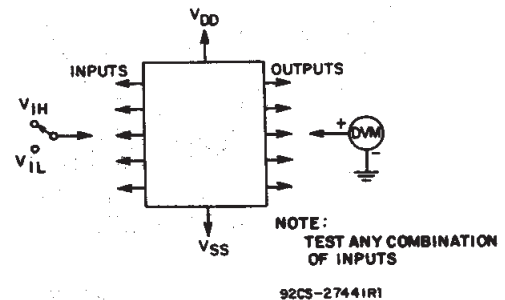 VDD
INPUTS
OUTPUTS
VIH
VIL
+
DVM
-
VSS
NOTE:
TEST ANY COMBINATION
OF INPUTS
92CS-27441R1